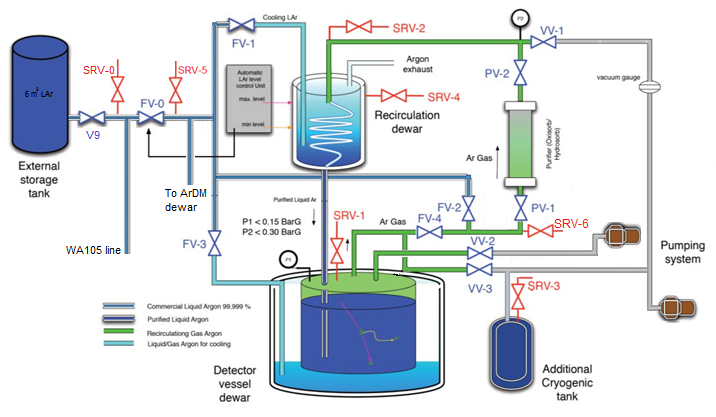 Cooling LAr
SRV-2
P2
VV-1
FV-1
SRV-0
SRV-5
Automatic
LAr level
control Unit
Argon
exhaust
PV-2
vacuum gauge
6 m³ LAr
FV-0
max. level
SRV-4
V9
min level
Recirculation
dewar
Purifier (Oxisorb/
Hydrosorb)
Ar Gas
External
storage
tank
To ArDM
dewar
Purified Liquid Ar
FV-2
PV-1
P1 < 0.15 BarG
P2 < 0.30 BarG
SRV-1
Ar Gas
FV-4
SRV-6
WA105 line
FV-3
VV-2
Pumping
system
P1
VV-3
SRV-3
Commercial Liquid Argon 99,999 %
Purified Liquid Argon
Recirculationg Gas Argon
Liquid/Gas Argon for cooling
Detector
vessel
dewar
Additional
Cryogenic
tank